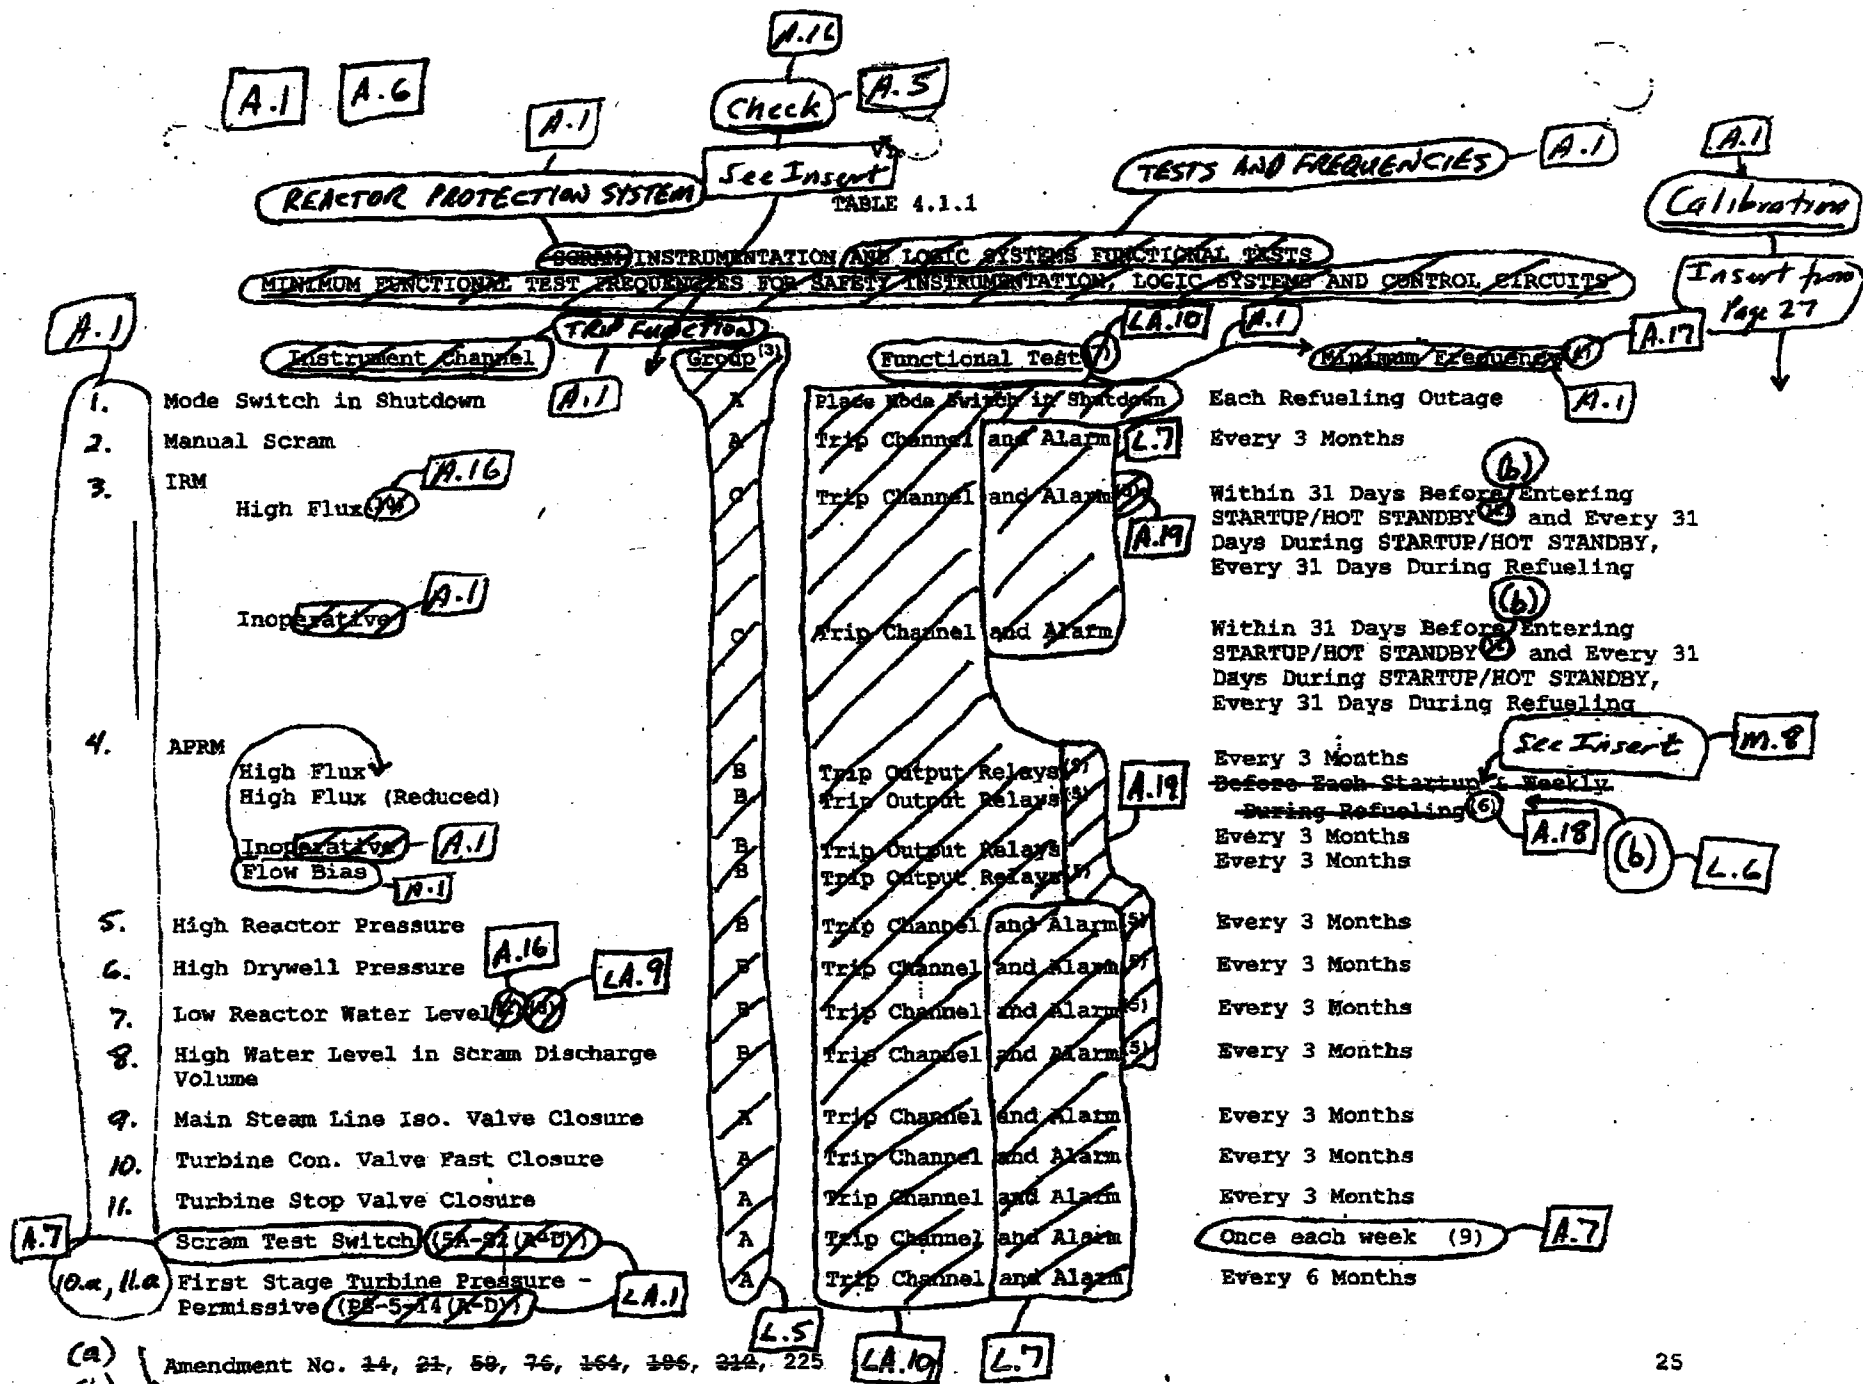 A.16
A.1 A.6 A.1 Check A.5
See Insert
REACTOR PROTECTION SYSTEM
TESTS AND FREQUENCIES A.1
A.1
Calibration
Insert from Page 27
TABLE 4.1.1
SCRAM INSTRUMENTATION AND LOGIC SYSTEMS FUNCTIONAL TESTS
MINIMUM FUNCTIONAL TEST FREQUENCIES FOR SAFETY INSTRUMENTATION, LOGIC SYSTEMS AND CONTROL CIRCUITS
A.1 TRIP FUNCTION LA.10 A.1
Instrument Channel Group(3) Functional Test(7) Minimum Frequency A.17
A.1 M.1
1. Mode Switch in Shutdown A Place Mode Switch in Shutdown Each Refueling Outage
2. Manual Scram A Trip Channel and Alarm L.7 Every 3 Months
3. IRM A.16 (b)
High Flux C Trip Channel and Alarm Within 31 Days Before Entering
A.19 STARTUP/HOT STANDBY and Every 31
Days During STARTUP/HOT STANDBY,
Every 31 Days During Refueling
A.1 (b)
Inoperative C Trip Channel and Alarm Within 31 Days Before Entering
STARTUP/HOT STANDBY and Every 31
Days During STARTUP/HOT STANDBY,
Every 31 Days During Refueling
4. APRM See Insert M.8
High Flux B Trip Output Relays(5) Every 3 Months
High Flux (Reduced) B Trip Output Relays(5) A.19 Before Each Startup & Weekly
During Refueling(6) A.18 (b) L.6
Inoperative A.1 B Trip Output Relays Every 3 Months
Flow Bias A.1 B Trip Output Relays(5) Every 3 Months
5. High Reactor Pressure B Trip Channel and Alarm(5) Every 3 Months
6. High Drywell Pressure A.16 LA.9 B Trip Channel and Alarm(5) Every 3 Months
7. Low Reactor Water Level B Trip Channel and Alarm(5) Every 3 Months
8. High Water Level in Scram Discharge B Trip Channel and Alarm(5) Every 3 Months
Volume
9. Main Steam Line Iso. Valve Closure A Trip Channel and Alarm Every 3 Months
10. Turbine Con. Valve Fast Closure A Trip Channel and Alarm Every 3 Months
11. Turbine Stop Valve Closure A Trip Channel and Alarm Every 3 Months
A.7 Scram Test Switch (5A-S2(A-D)) A Trip Channel and Alarm Once each week (9) A.7
10.a, 11.a First Stage Turbine Pressure - A Trip Channel and Alarm Every 6 Months
Permissive (PS-5-14(A-D)) LA.1
L.5 LA.10 L.7
(a) Amendment No. 14, 21, 58, 76, 164, 186, 212, 225 25